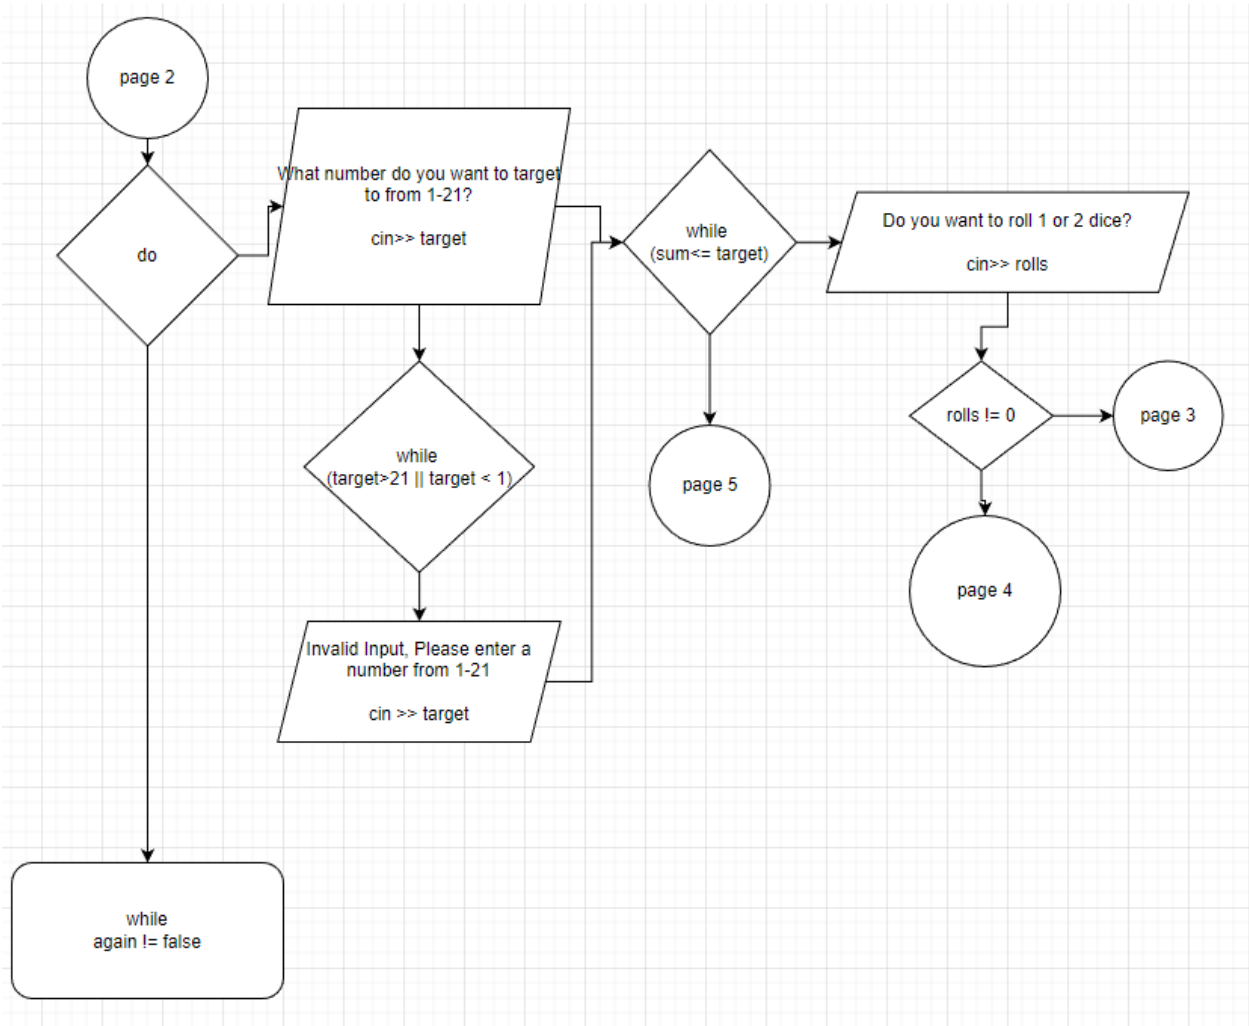 page 2
do
What number do you want to target
to from 1-21?
cin>> target
while
(target>21 || target < 1)
Invalid Input, Please enter a
number from 1-21
cin >> target
while
(sum<= target)
page 5
Do you want to roll 1 or 2 dice?
cin>> rolls
rolls != 0
page 3
page 4
while
again != false